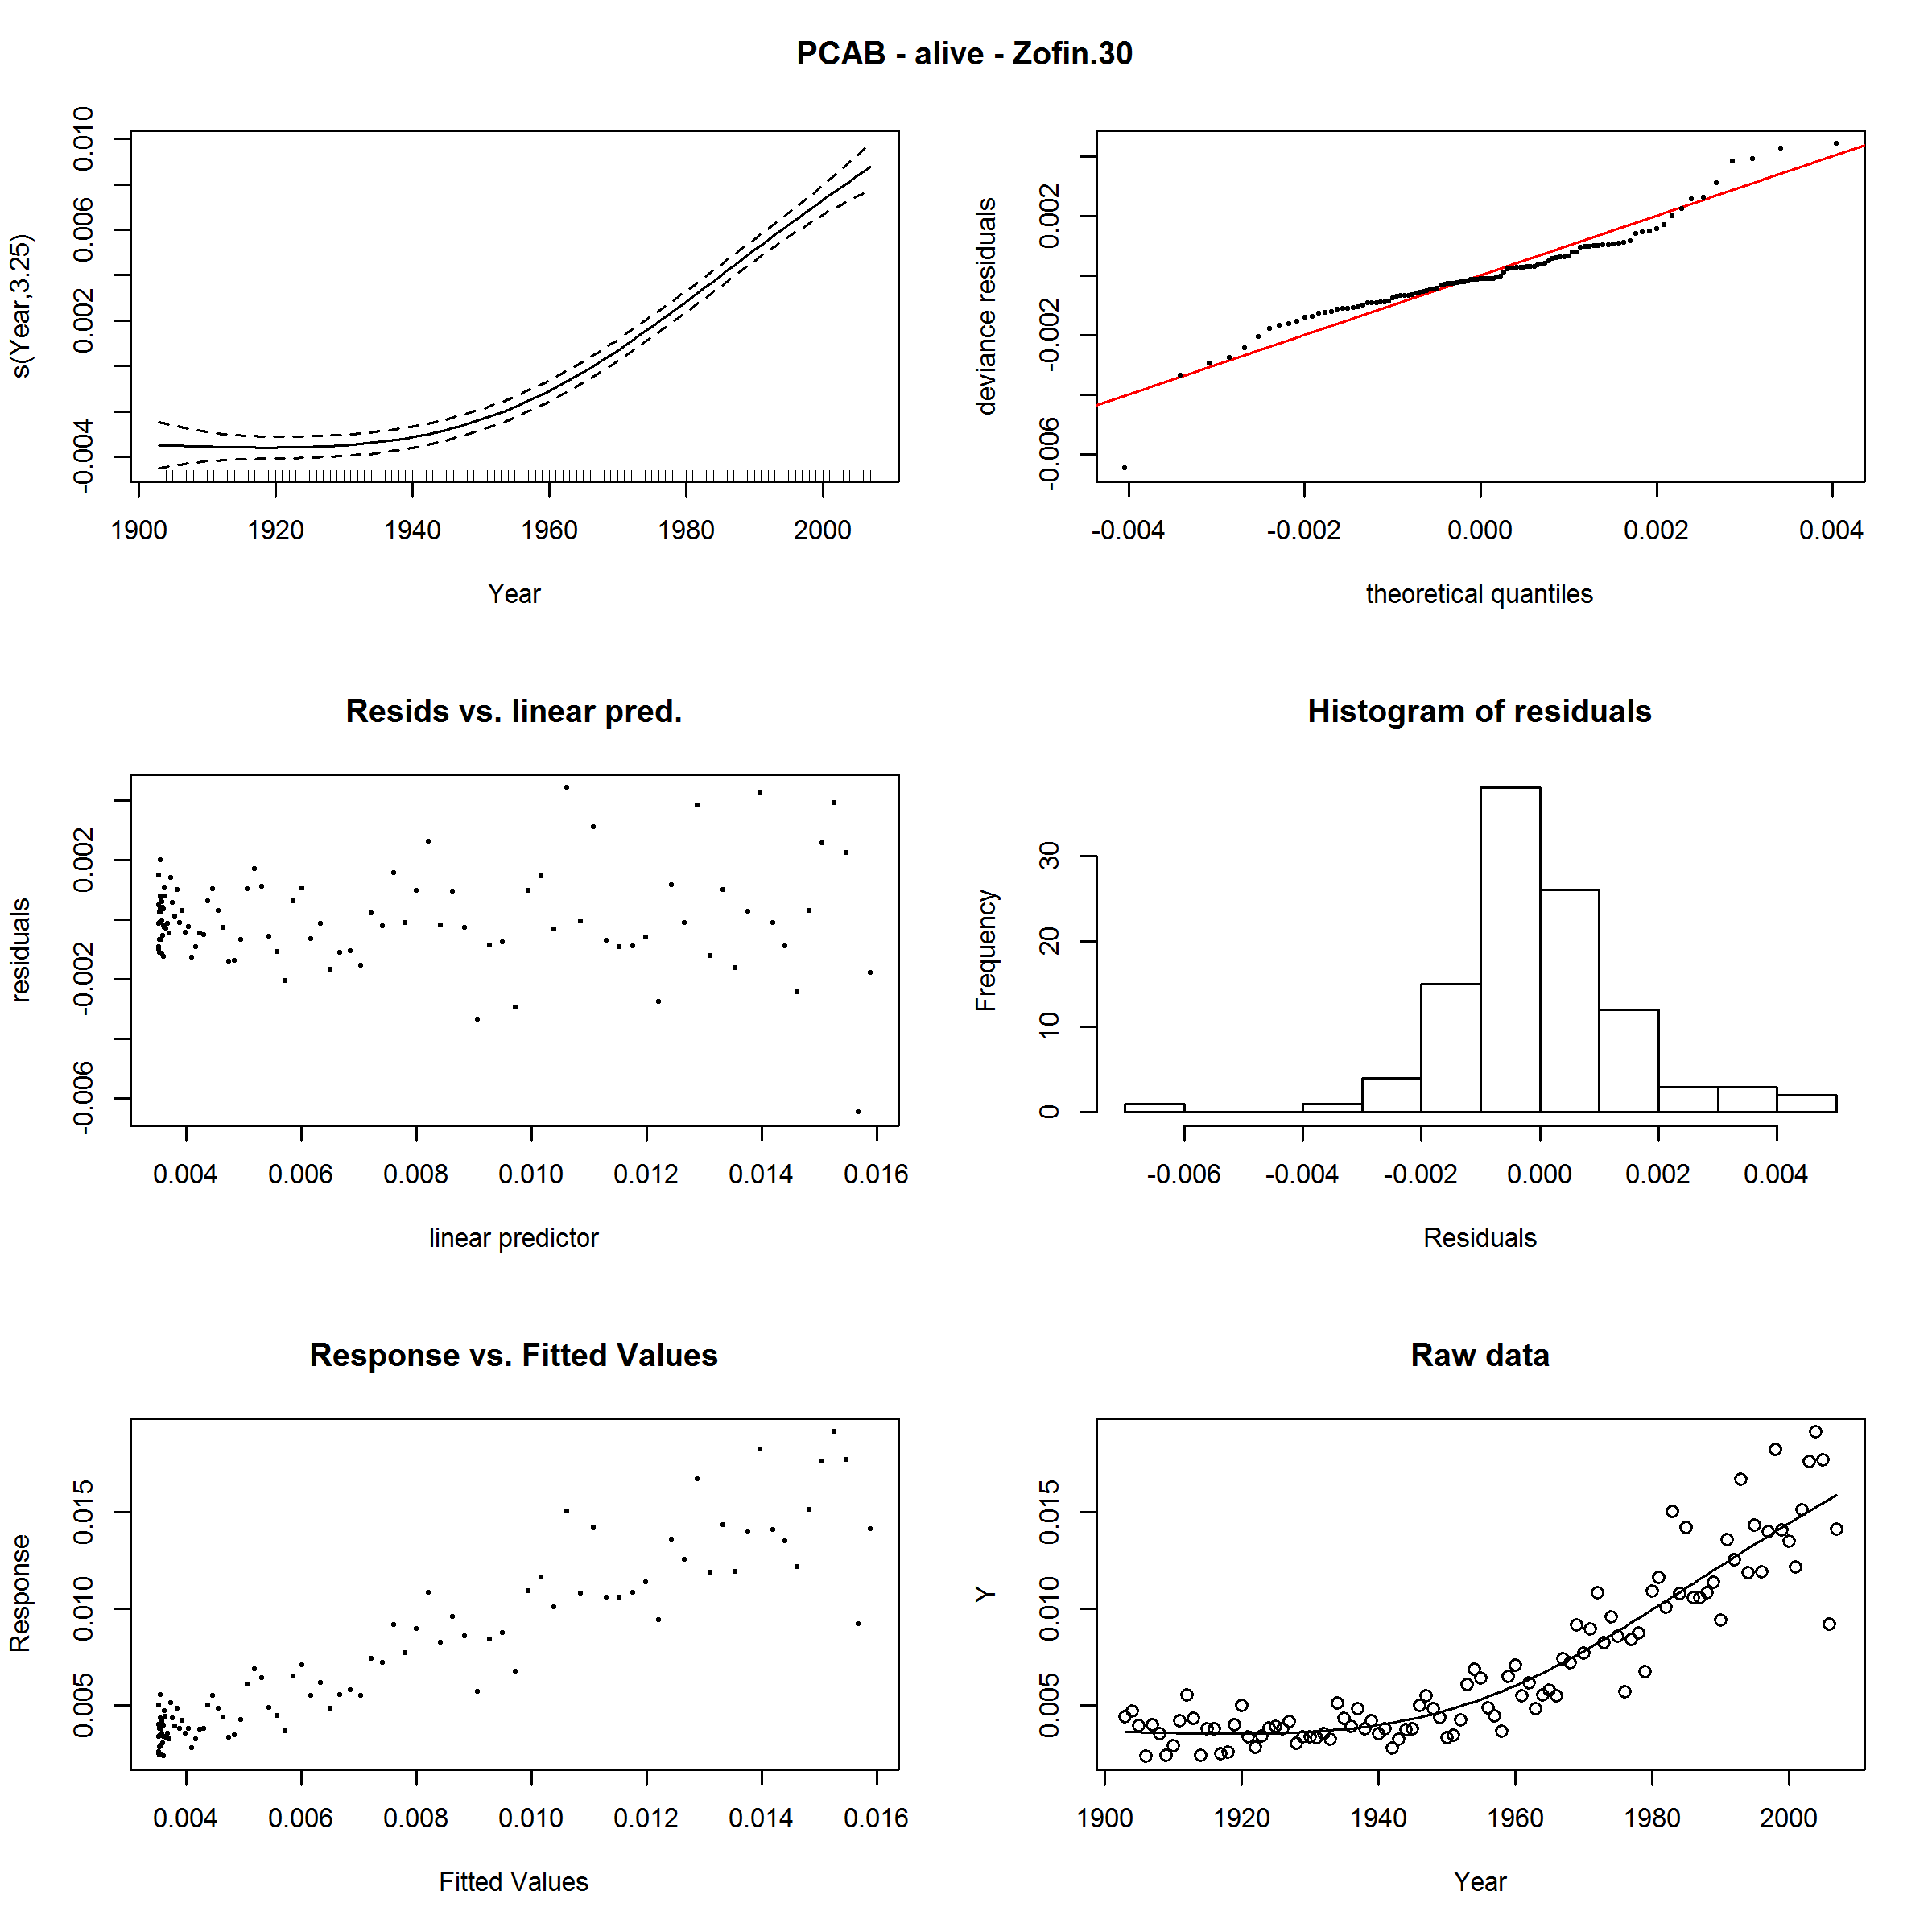 PCAB - alive - Zofin.30
s(Year,3.25)
-0.004 0.002 0.006 0.010
1900 1920 1940 1960 1980 2000
Year
deviance residuals
-0.006 -0.002 0.002
-0.004 -0.002 0.000 0.002 0.004
theoretical quantiles
Resids vs. linear pred.
residuals
-0.006 -0.002 0.002
0.004 0.006 0.008 0.010 0.012 0.014 0.016
linear predictor
Histogram of residuals
Frequency
0 10 20 30
-0.006 -0.004 -0.002 0.000 0.002 0.004
Residuals
Response vs. Fitted Values
Response
0.005 0.010 0.015
0.004 0.006 0.008 0.010 0.012 0.014 0.016
Fitted Values
Raw data
Y
0.005 0.010 0.015
1900 1920 1940 1960 1980 2000
Year